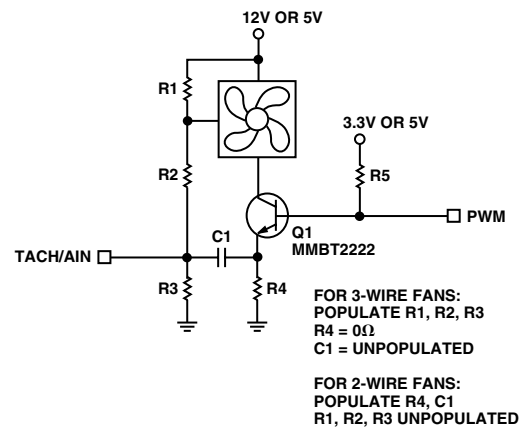 12V OR 5V
R1
3.3V OR 5V
R2
R5
PWM
Q1
MMBT2222
C1
TACH/AIN
R3
R4
FOR 3-WIRE FANS:
POPULATE R1, R2, R3
R4 = 0Ω
C1 = UNPOPULATED
FOR 2-WIRE FANS:
POPULATE R4, C1
R1, R2, R3 UNPOPULATED